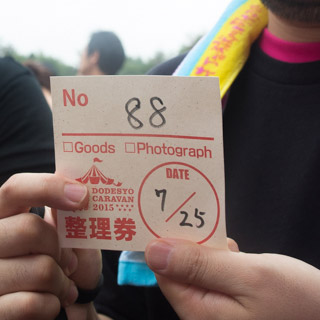 No 88
□Goods □Photograph
DODESYO
CARAVAN
2015
整理券
DATE
7/25